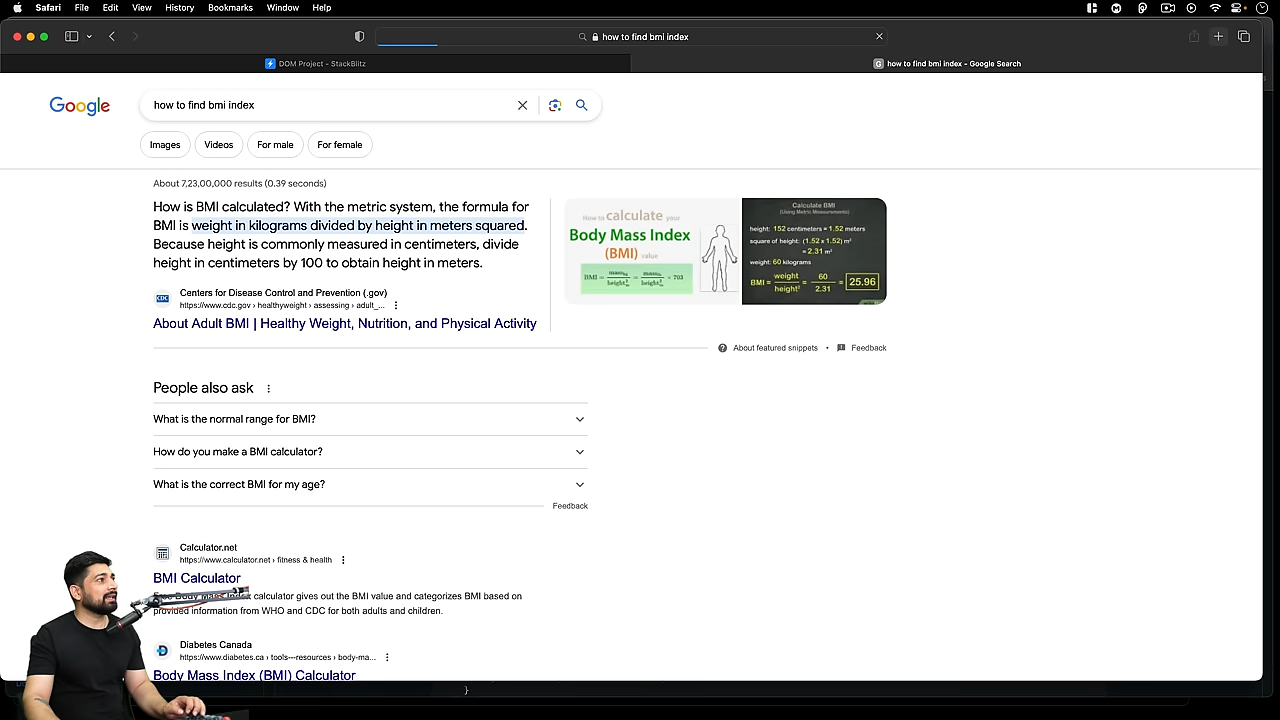 Safari File Edit View History Bookmarks Window Help
how to find bmi index
DOM Project - StackBlitz
G how to find bmi index - Google Search
Google
how to find bmi index
Images Videos For male For female
About 7,23,00,000 results (0.39 seconds)
How is BMI calculated? With the metric system, the formula for
BMI is weight in kilograms divided by height in meters squared.
Because height is commonly measured in centimeters, divide
height in centimeters by 100 to obtain height in meters.
CDC
Centers for Disease Control and Prevention (.gov)
https://www.cdc.gov › healthyweight › assessing › adult_...
About Adult BMI | Healthy Weight, Nutrition, and Physical Activity
How to calculate your
Body Mass Index
(BMI) value
BMI = = × 703
Calculate BMI
(Using Metric Measurements)
height: 152 centimeters = 1.52 meters
square of height: (1.52 x 1.52) m²
= 2.31 m²
weight: 60 kilograms
BMI = weight / height² = 60 / 2.31 = 25.96
About featured snippets • Feedback
People also ask
What is the normal range for BMI?
How do you make a BMI calculator?
What is the correct BMI for my age?
Feedback
Calculator.net
https://www.calculator.net › fitness & health
BMI Calculator
calculator gives out the BMI value and categorizes BMI based on
provided information from WHO and CDC for both adults and children.
Diabetes Canada
https://www.diabetes.ca › tools---resources › body-ma...
Body Mass Index (BMI) Calculator
}